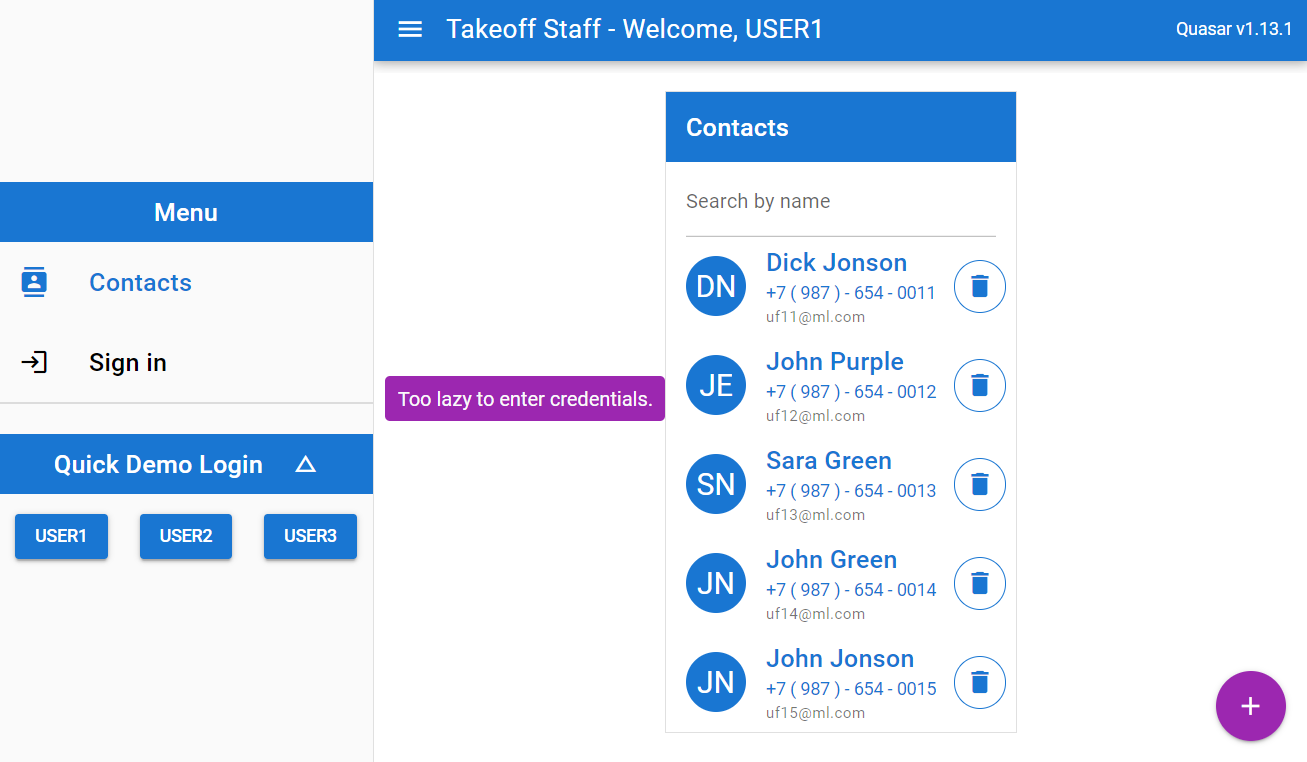 Takeoff Staff - Welcome, USER1
Quasar v1.13.1
Menu
Contacts
Sign in
Quick Demo Login
USER1
USER2
USER3
Too lazy to enter credentials.
Contacts
Search by name
DN
Dick Jonson
+7 ( 987 ) - 654 - 0011
uf11@ml.com
JE
John Purple
+7 ( 987 ) - 654 - 0012
uf12@ml.com
SN
Sara Green
+7 ( 987 ) - 654 - 0013
uf13@ml.com
JN
John Green
+7 ( 987 ) - 654 - 0014
uf14@ml.com
JN
John Jonson
+7 ( 987 ) - 654 - 0015
uf15@ml.com